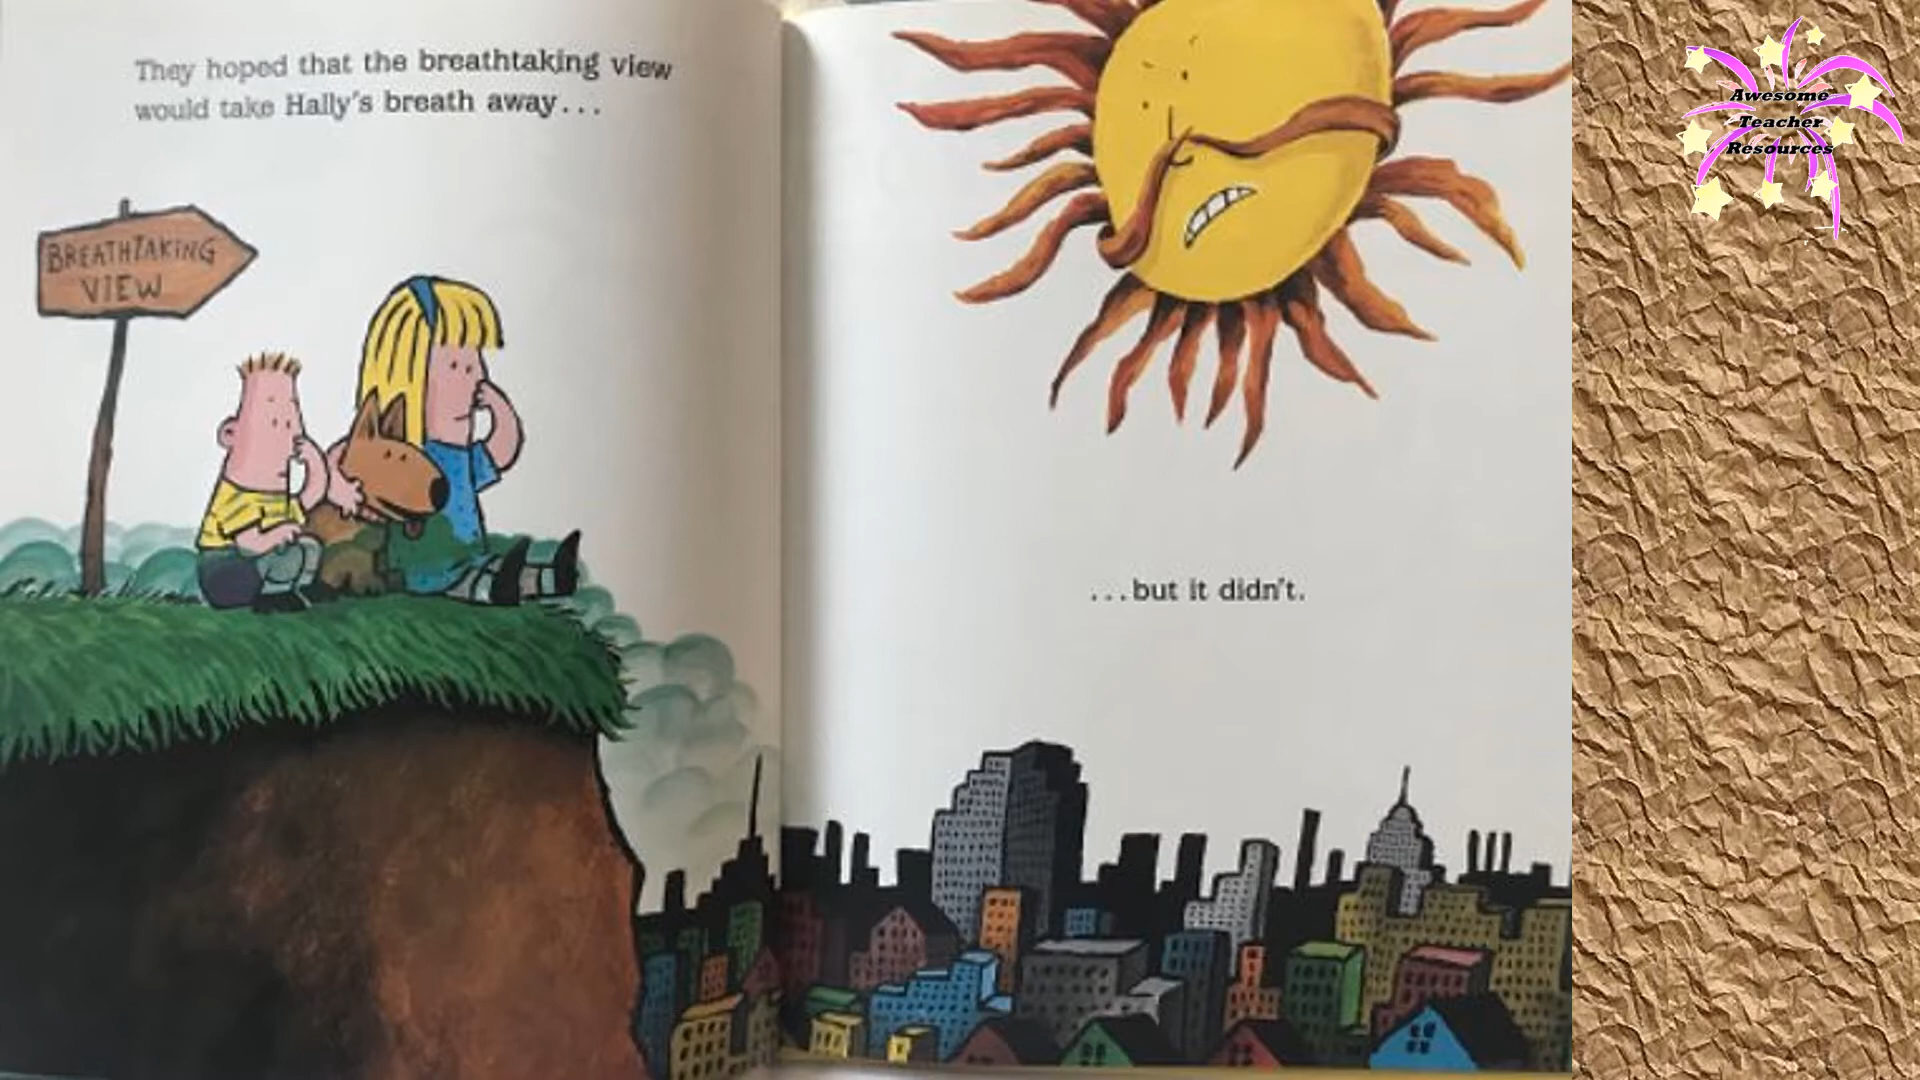 They hoped that the breathtaking view
would take Hally's breath away...
BREATHTAKING
VIEW
...but it didn't.
Awesome
Teacher
Resources